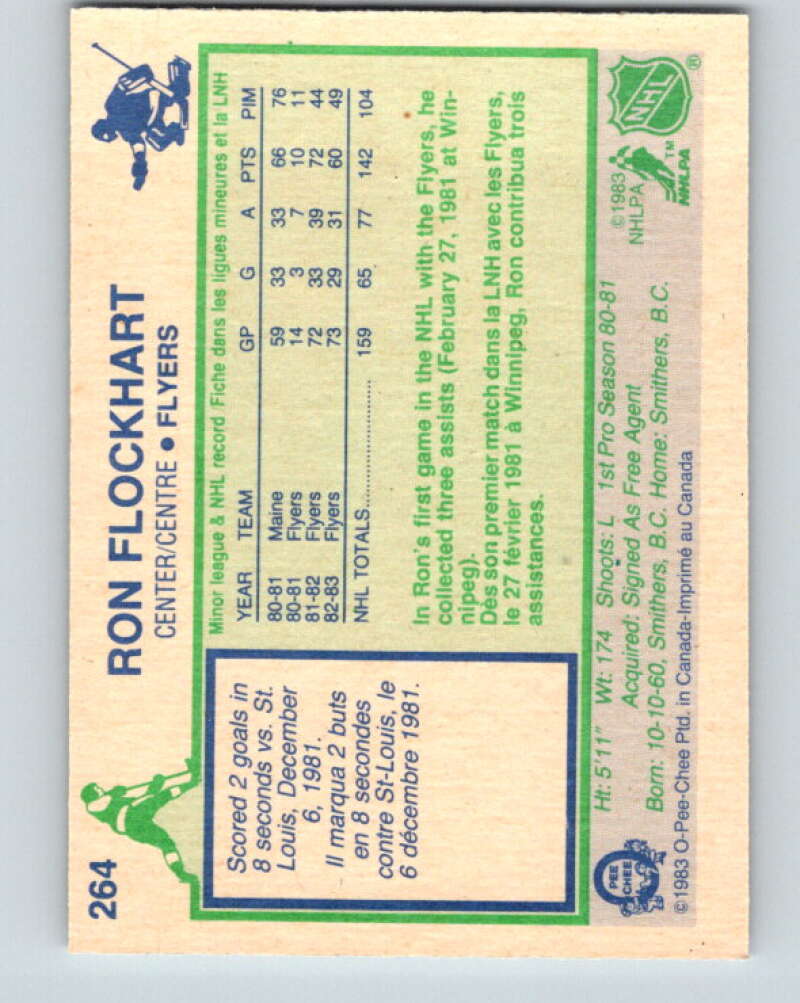 264
RON FLOCKHART
CENTER/CENTRE • FLYERS
Scored 2 goals in
8 seconds vs. St.
Louis, December
6, 1981.
Il marqua 2 buts
en 8 secondes
contre St-Louis, le
6 décembre 1981.
Minor league & NHL record/Fiche dans les ligues mineures et la LNH
YEAR TEAM GP G A PTS PIM
80-81 Maine 59 33 33 66 76
80-81 Flyers 14 3 7 10 11
81-82 Flyers 72 33 39 72 44
82-83 Flyers 73 29 31 60 49
NHL TOTALS.................... 159 65 77 142 104
In Ron's first game in the NHL with the Flyers, he
collected three assists (February 27, 1981 at Win-
nipeg).
Dès son premier match dans la LNH avec les Flyers,
le 27 février 1981 à Winnipeg, Ron contribua trois
assistances.
PEE
CHEE
Ht: 5'11" Wt: 174 Shoots: L 1st Pro Season 80-81
Acquired: Signed As Free Agent
Born: 10-10-60, Smithers, B.C. Home: Smithers, B.C.
©1983 O-Pee-Chee Ptd. in Canada-Imprimé au Canada
©1983
NHLPA
NHL
®
TM
NHLPA